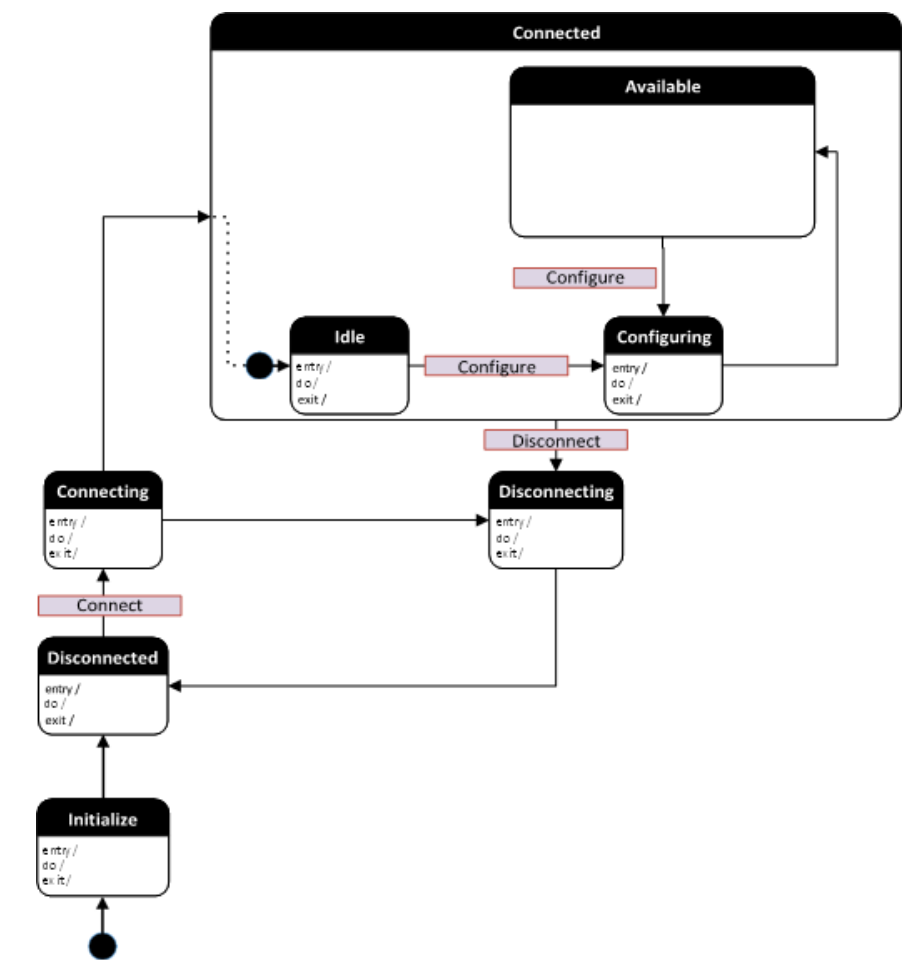 Connected
Available
Configure
Idle
entry/
do/
exit/
Configure
Configuring
entry/
do/
exit/
Disconnect
Connecting
entry/
do/
exit/
Disconnecting
entry/
do/
exit/
Connect
Disconnected
entry/
do/
exit/
Initialize
entry/
do/
exit/